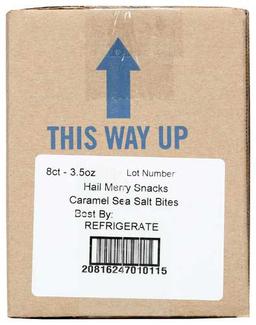 THIS WAY UP
8ct - 3.5oz Lot Number
Hail Merry Snacks
Caramel Sea Salt Bites
Best By:
REFRIGERATE
20816247010115